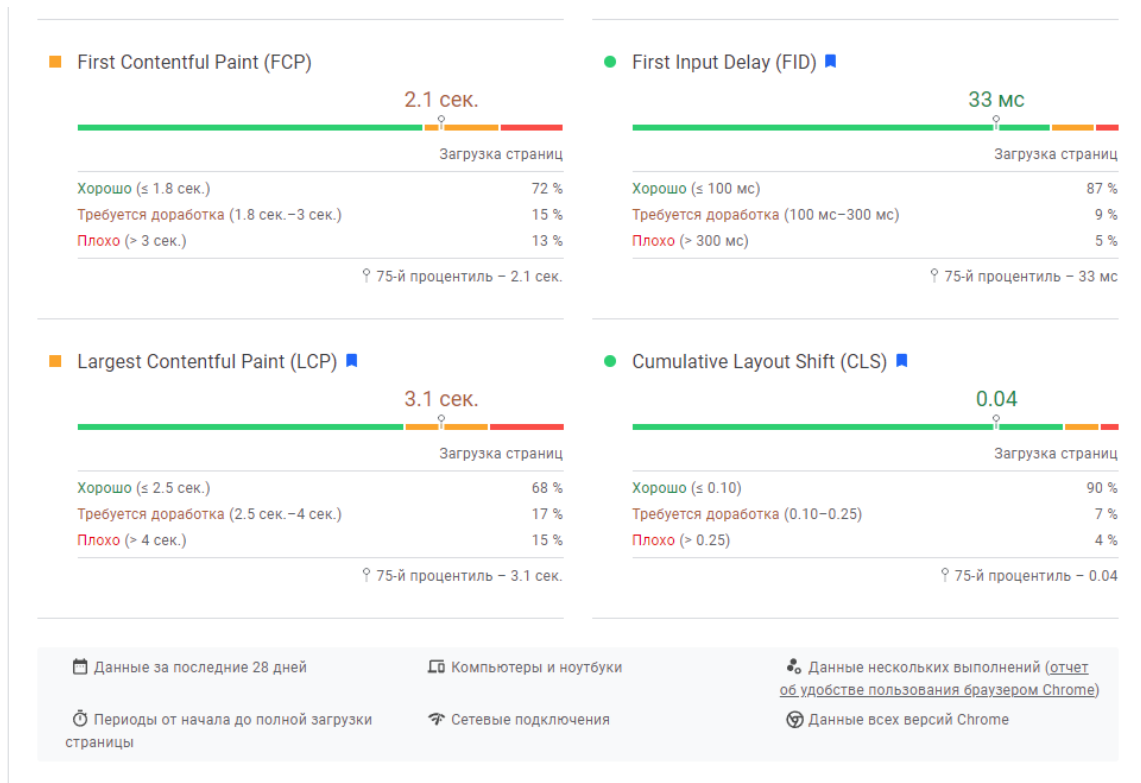 First Contentful Paint (FCP)
2.1 сек.
Загрузка страниц
Хорошо (≤ 1.8 сек.) 72 %
Требуется доработка (1.8 сек.–3 сек.) 15 %
Плохо (> 3 сек.) 13 %
75-й процентиль – 2.1 сек.
First Input Delay (FID)
33 мс
Загрузка страниц
Хорошо (≤ 100 мс) 87 %
Требуется доработка (100 мс–300 мс) 9 %
Плохо (> 300 мс) 5 %
75-й процентиль – 33 мс
Largest Contentful Paint (LCP)
3.1 сек.
Загрузка страниц
Хорошо (≤ 2.5 сек.) 68 %
Требуется доработка (2.5 сек.–4 сек.) 17 %
Плохо (> 4 сек.) 15 %
75-й процентиль – 3.1 сек.
Cumulative Layout Shift (CLS)
0.04
Загрузка страниц
Хорошо (≤ 0.10) 90 %
Требуется доработка (0.10–0.25) 7 %
Плохо (> 0.25) 4 %
75-й процентиль – 0.04
Данные за последние 28 дней
Компьютеры и ноутбуки
Данные нескольких выполнений (отчет
об удобстве пользования браузером Chrome)
Периоды от начала до полной загрузки
страницы
Сетевые подключения
Данные всех версий Chrome